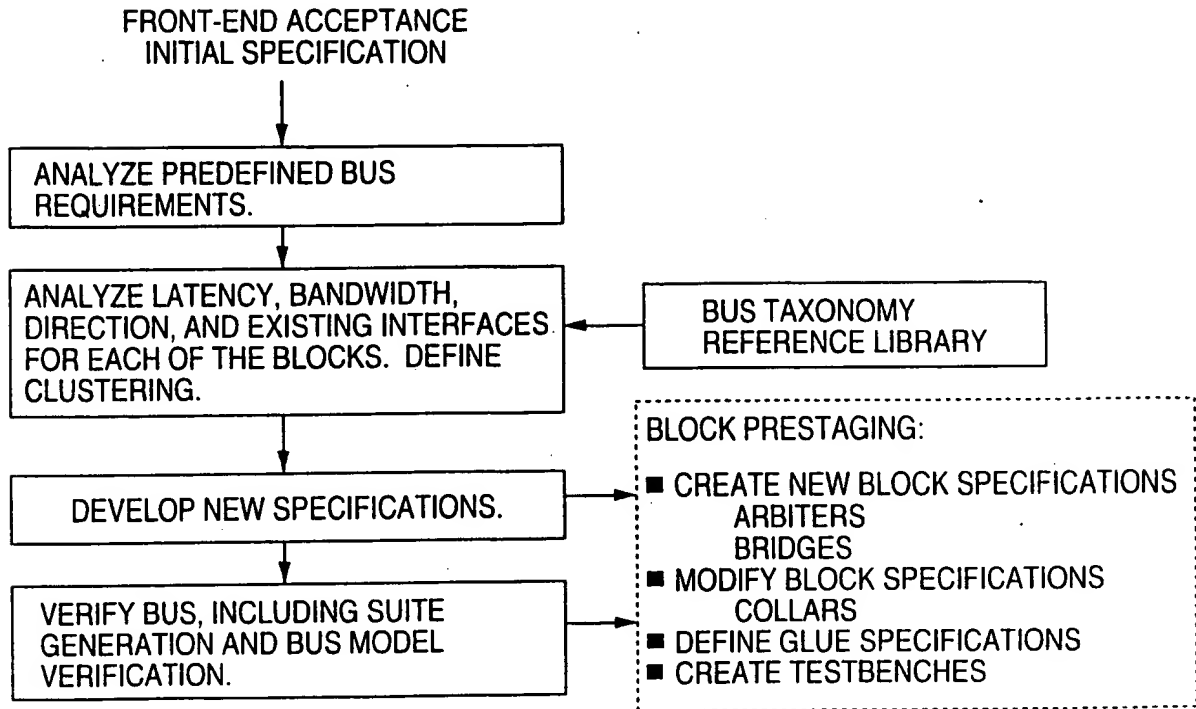 FRONT-END ACCEPTANCE
INITIAL SPECIFICATION
ANALYZE PREDEFINED BUS
REQUIREMENTS.
ANALYZE LATENCY, BANDWIDTH,
DIRECTION, AND EXISTING INTERFACES
FOR EACH OF THE BLOCKS. DEFINE
CLUSTERING.
BUS TAXONOMY
REFERENCE LIBRARY
DEVELOP NEW SPECIFICATIONS.
VERIFY BUS, INCLUDING SUITE
GENERATION AND BUS MODEL
VERIFICATION.
BLOCK PRESTAGING:
■ CREATE NEW BLOCK SPECIFICATIONS
ARBITERS
BRIDGES
■ MODIFY BLOCK SPECIFICATIONS
COLLARS
■ DEFINE GLUE SPECIFICATIONS
■ CREATE TESTBENCHES